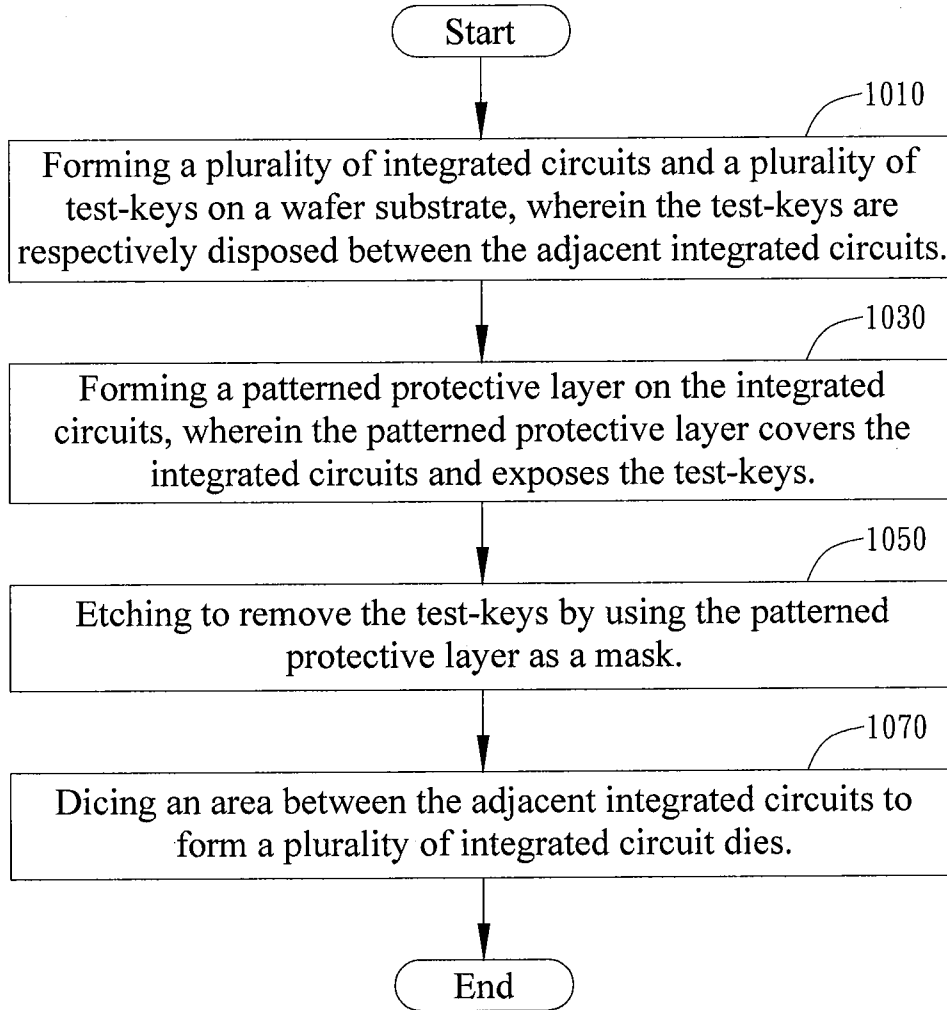 Start
1010
Forming a plurality of integrated circuits and a plurality of
test-keys on a wafer substrate, wherein the test-keys are
respectively disposed between the adjacent integrated circuits.
1030
Forming a patterned protective layer on the integrated
circuits, wherein the patterned protective layer covers the
integrated circuits and exposes the test-keys.
1050
Etching to remove the test-keys by using the patterned
protective layer as a mask.
1070
Dicing an area between the adjacent integrated circuits to
form a plurality of integrated circuit dies.
End